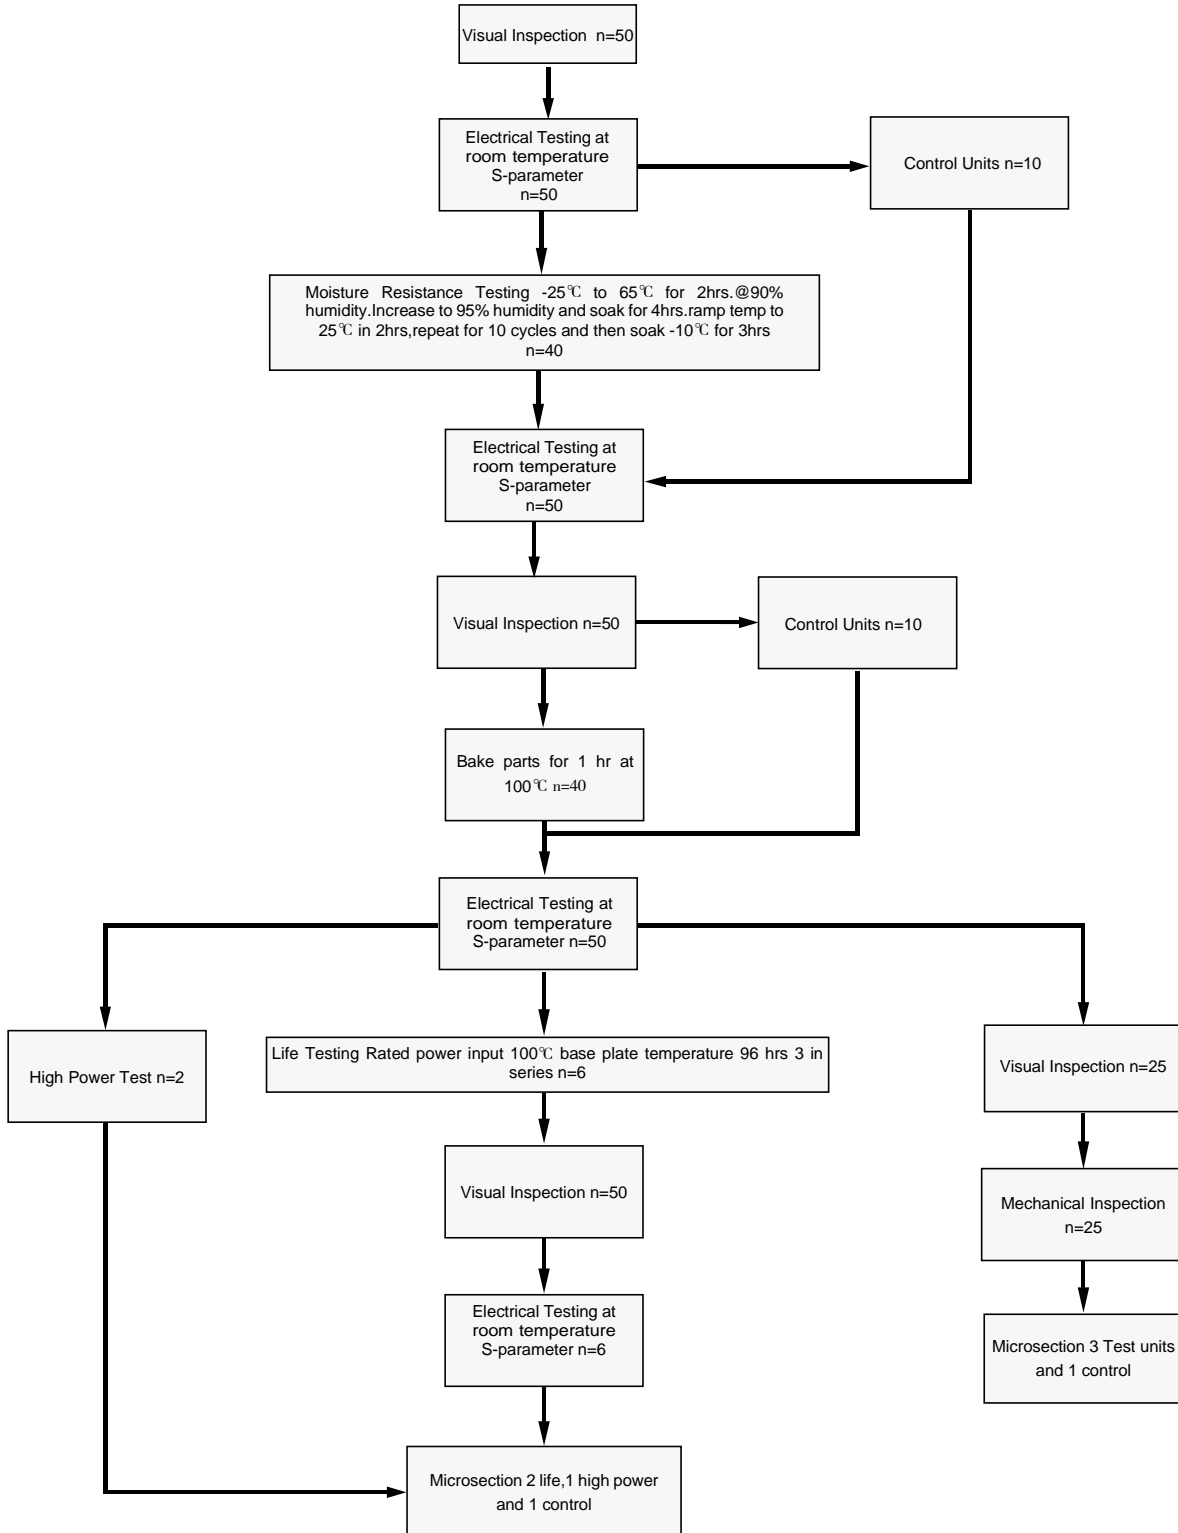 Visual Inspection n=50
Electrical Testing at
room temperature
S-parameter
n=50
Control Units n=10
Moisture Resistance Testing -25℃ to 65℃ for 2hrs.@90%
humidity.Increase to 95% humidity and soak for 4hrs.ramp temp to
25℃ in 2hrs,repeat for 10 cycles and then soak -10℃ for 3hrs
n=40
Electrical Testing at
room temperature
S-parameter
n=50
Visual Inspection n=50
Control Units n=10
Bake parts for 1 hr at
100℃ n=40
Electrical Testing at
room temperature
S-parameter n=50
High Power Test n=2
Life Testing Rated power input 100℃ base plate temperature 96 hrs 3 in
series n=6
Visual Inspection n=25
Visual Inspection n=50
Mechanical Inspection
n=25
Electrical Testing at
room temperature
S-parameter n=6
Microsection 3 Test units
and 1 control
Microsection 2 life,1 high power
and 1 control